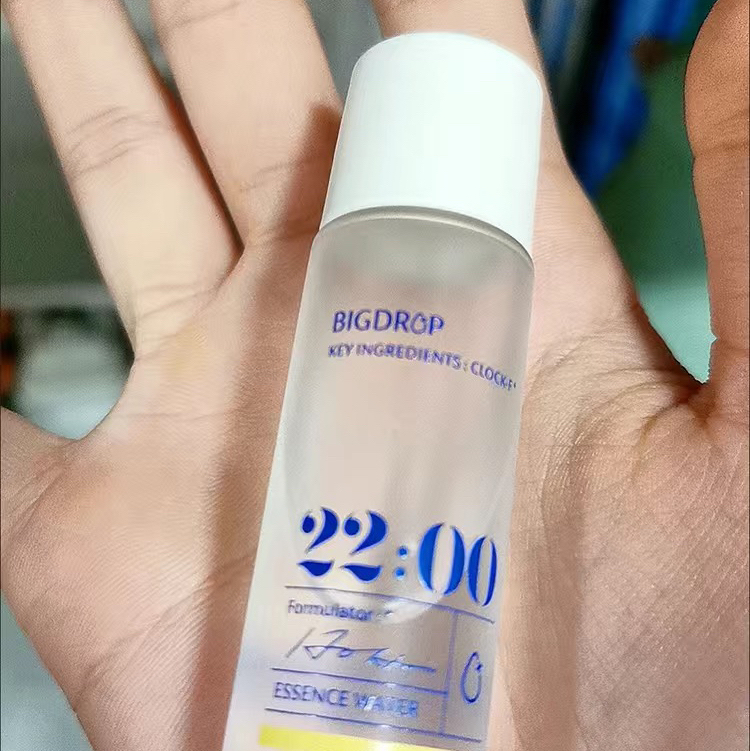 BIGDROP
KEY INGREDIENTS : CLOCK-F+
22:00
Formulator
ESSENCE WATER